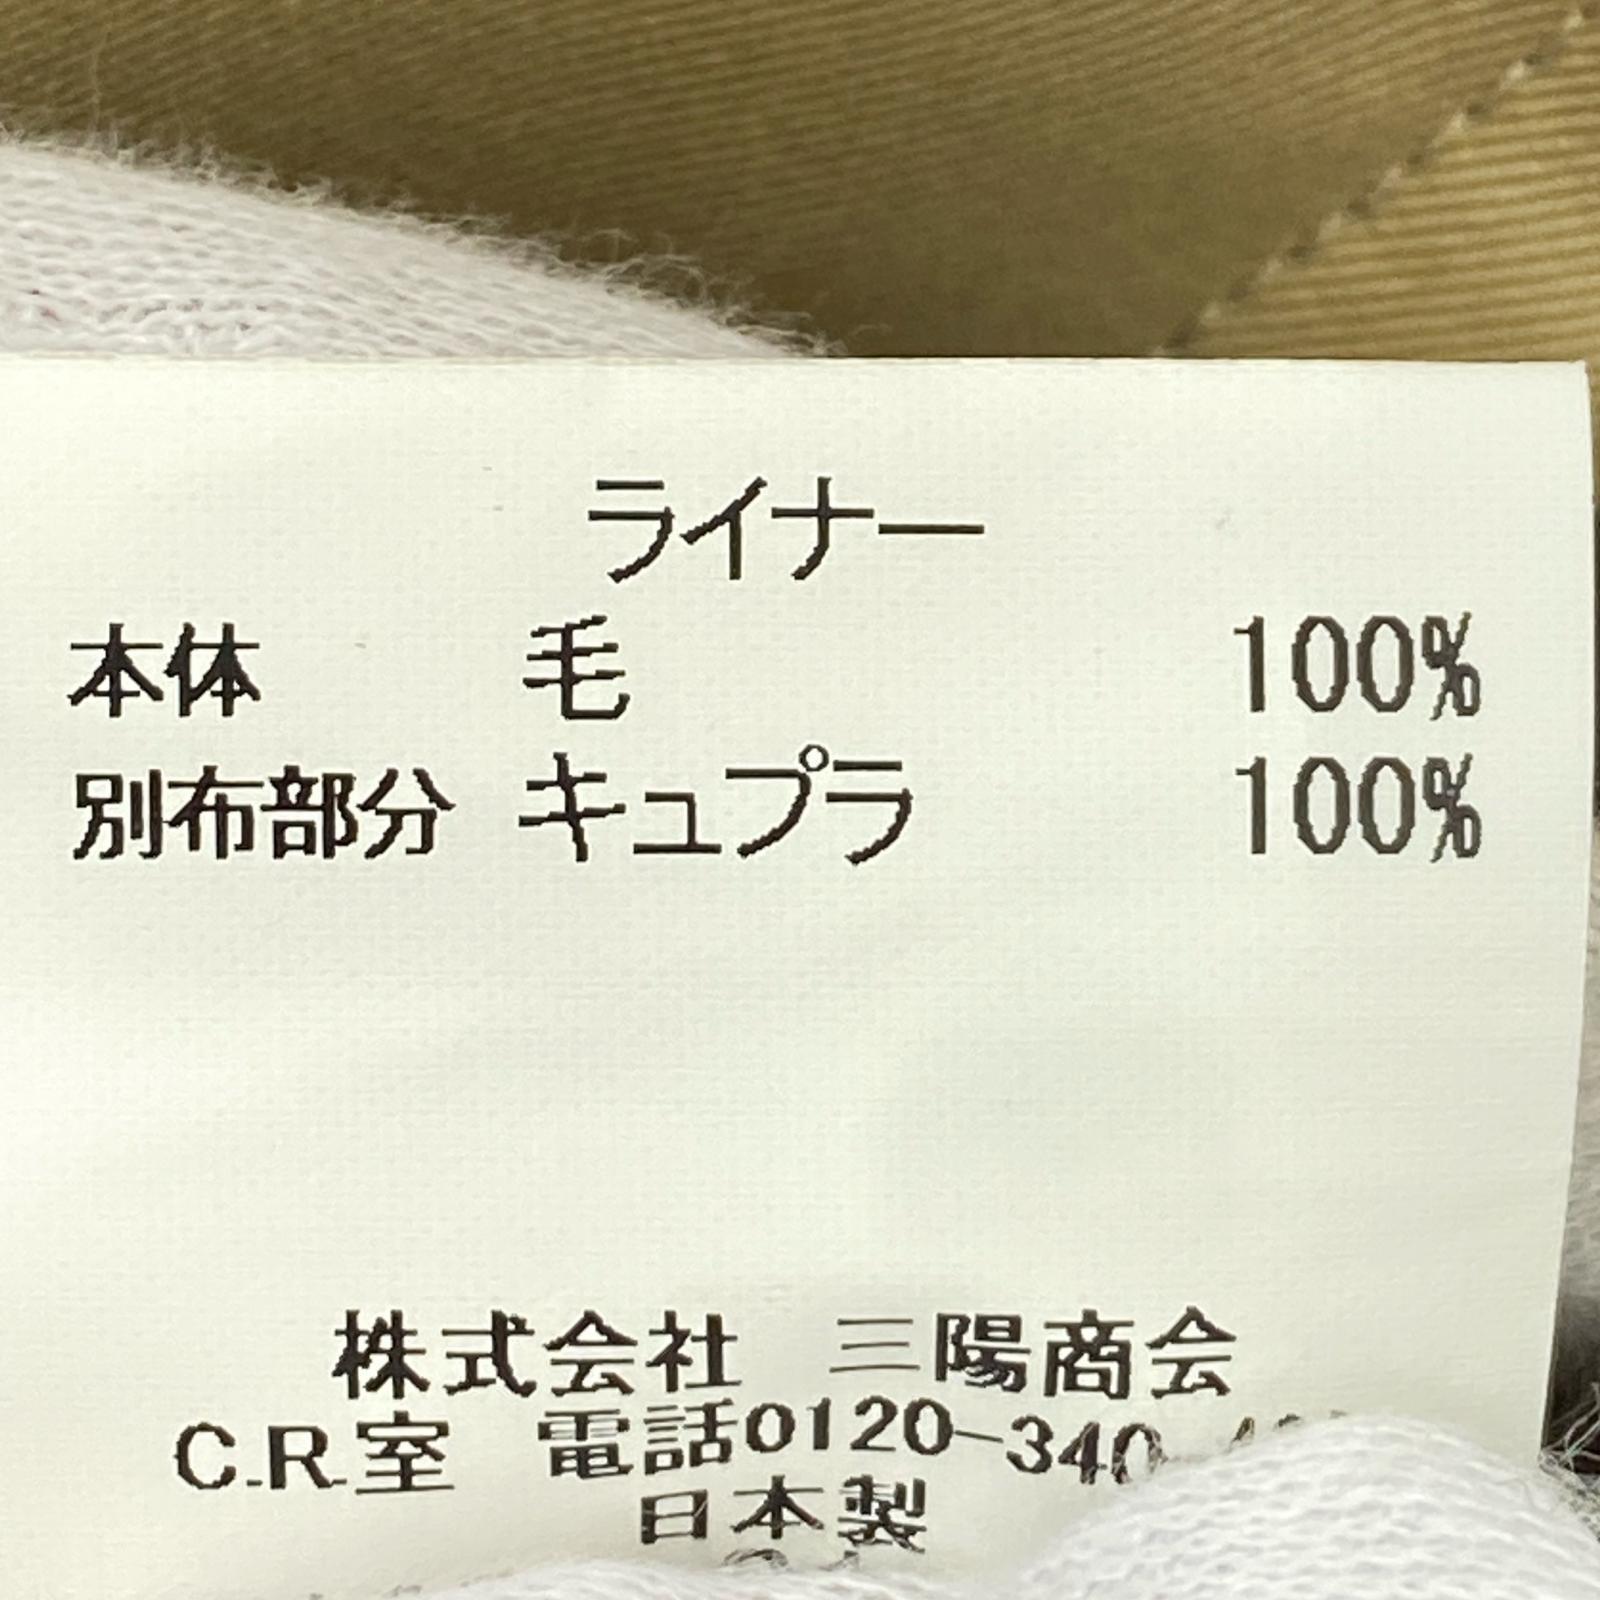 ライナー
本体 毛 100%
別布部分 キュプラ 100%
株式会社 三陽商会
C.R.室 電話0120-340-
日本製